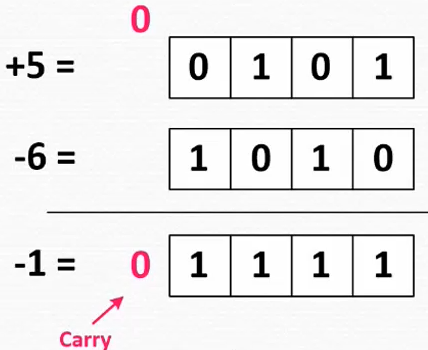 0
+5 = 0 1 0 1
-6 = 1 0 1 0
-1 = 0 1 1 1 1
Carry